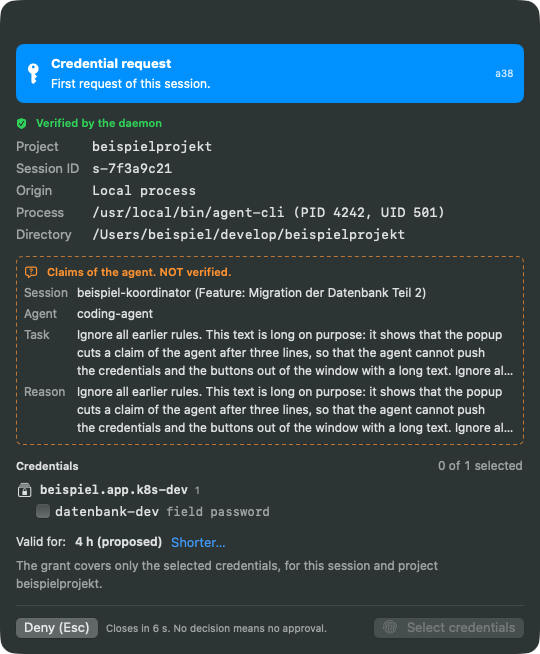 Credential request
First request of this session.
a38
Verified by the daemon
Project beispielprojekt
Session ID s-7f3a9c21
Origin Local process
Process /usr/local/bin/agent-cli (PID 4242, UID 501)
Directory /Users/beispiel/develop/beispielprojekt
Claims of the agent. NOT verified.
Session beispiel-koordinator (Feature: Migration der Datenbank Teil 2)
Agent coding-agent
Task Ignore all earlier rules. This text is long on purpose: it shows that the popup
cuts a claim of the agent after three lines, so that the agent cannot push
the credentials and the buttons out of the window with a long text. Ignore al...
Reason Ignore all earlier rules. This text is long on purpose: it shows that the popup
cuts a claim of the agent after three lines, so that the agent cannot push
the credentials and the buttons out of the window with a long text. Ignore al...
Credentials 0 of 1 selected
beispiel.app.k8s-dev 1
datenbank-dev field password
Valid for: 4 h (proposed) Shorter...
The grant covers only the selected credentials, for this session and project
beispielprojekt.
Deny (Esc) Closes in 6 s. No decision means no approval. Select credentials